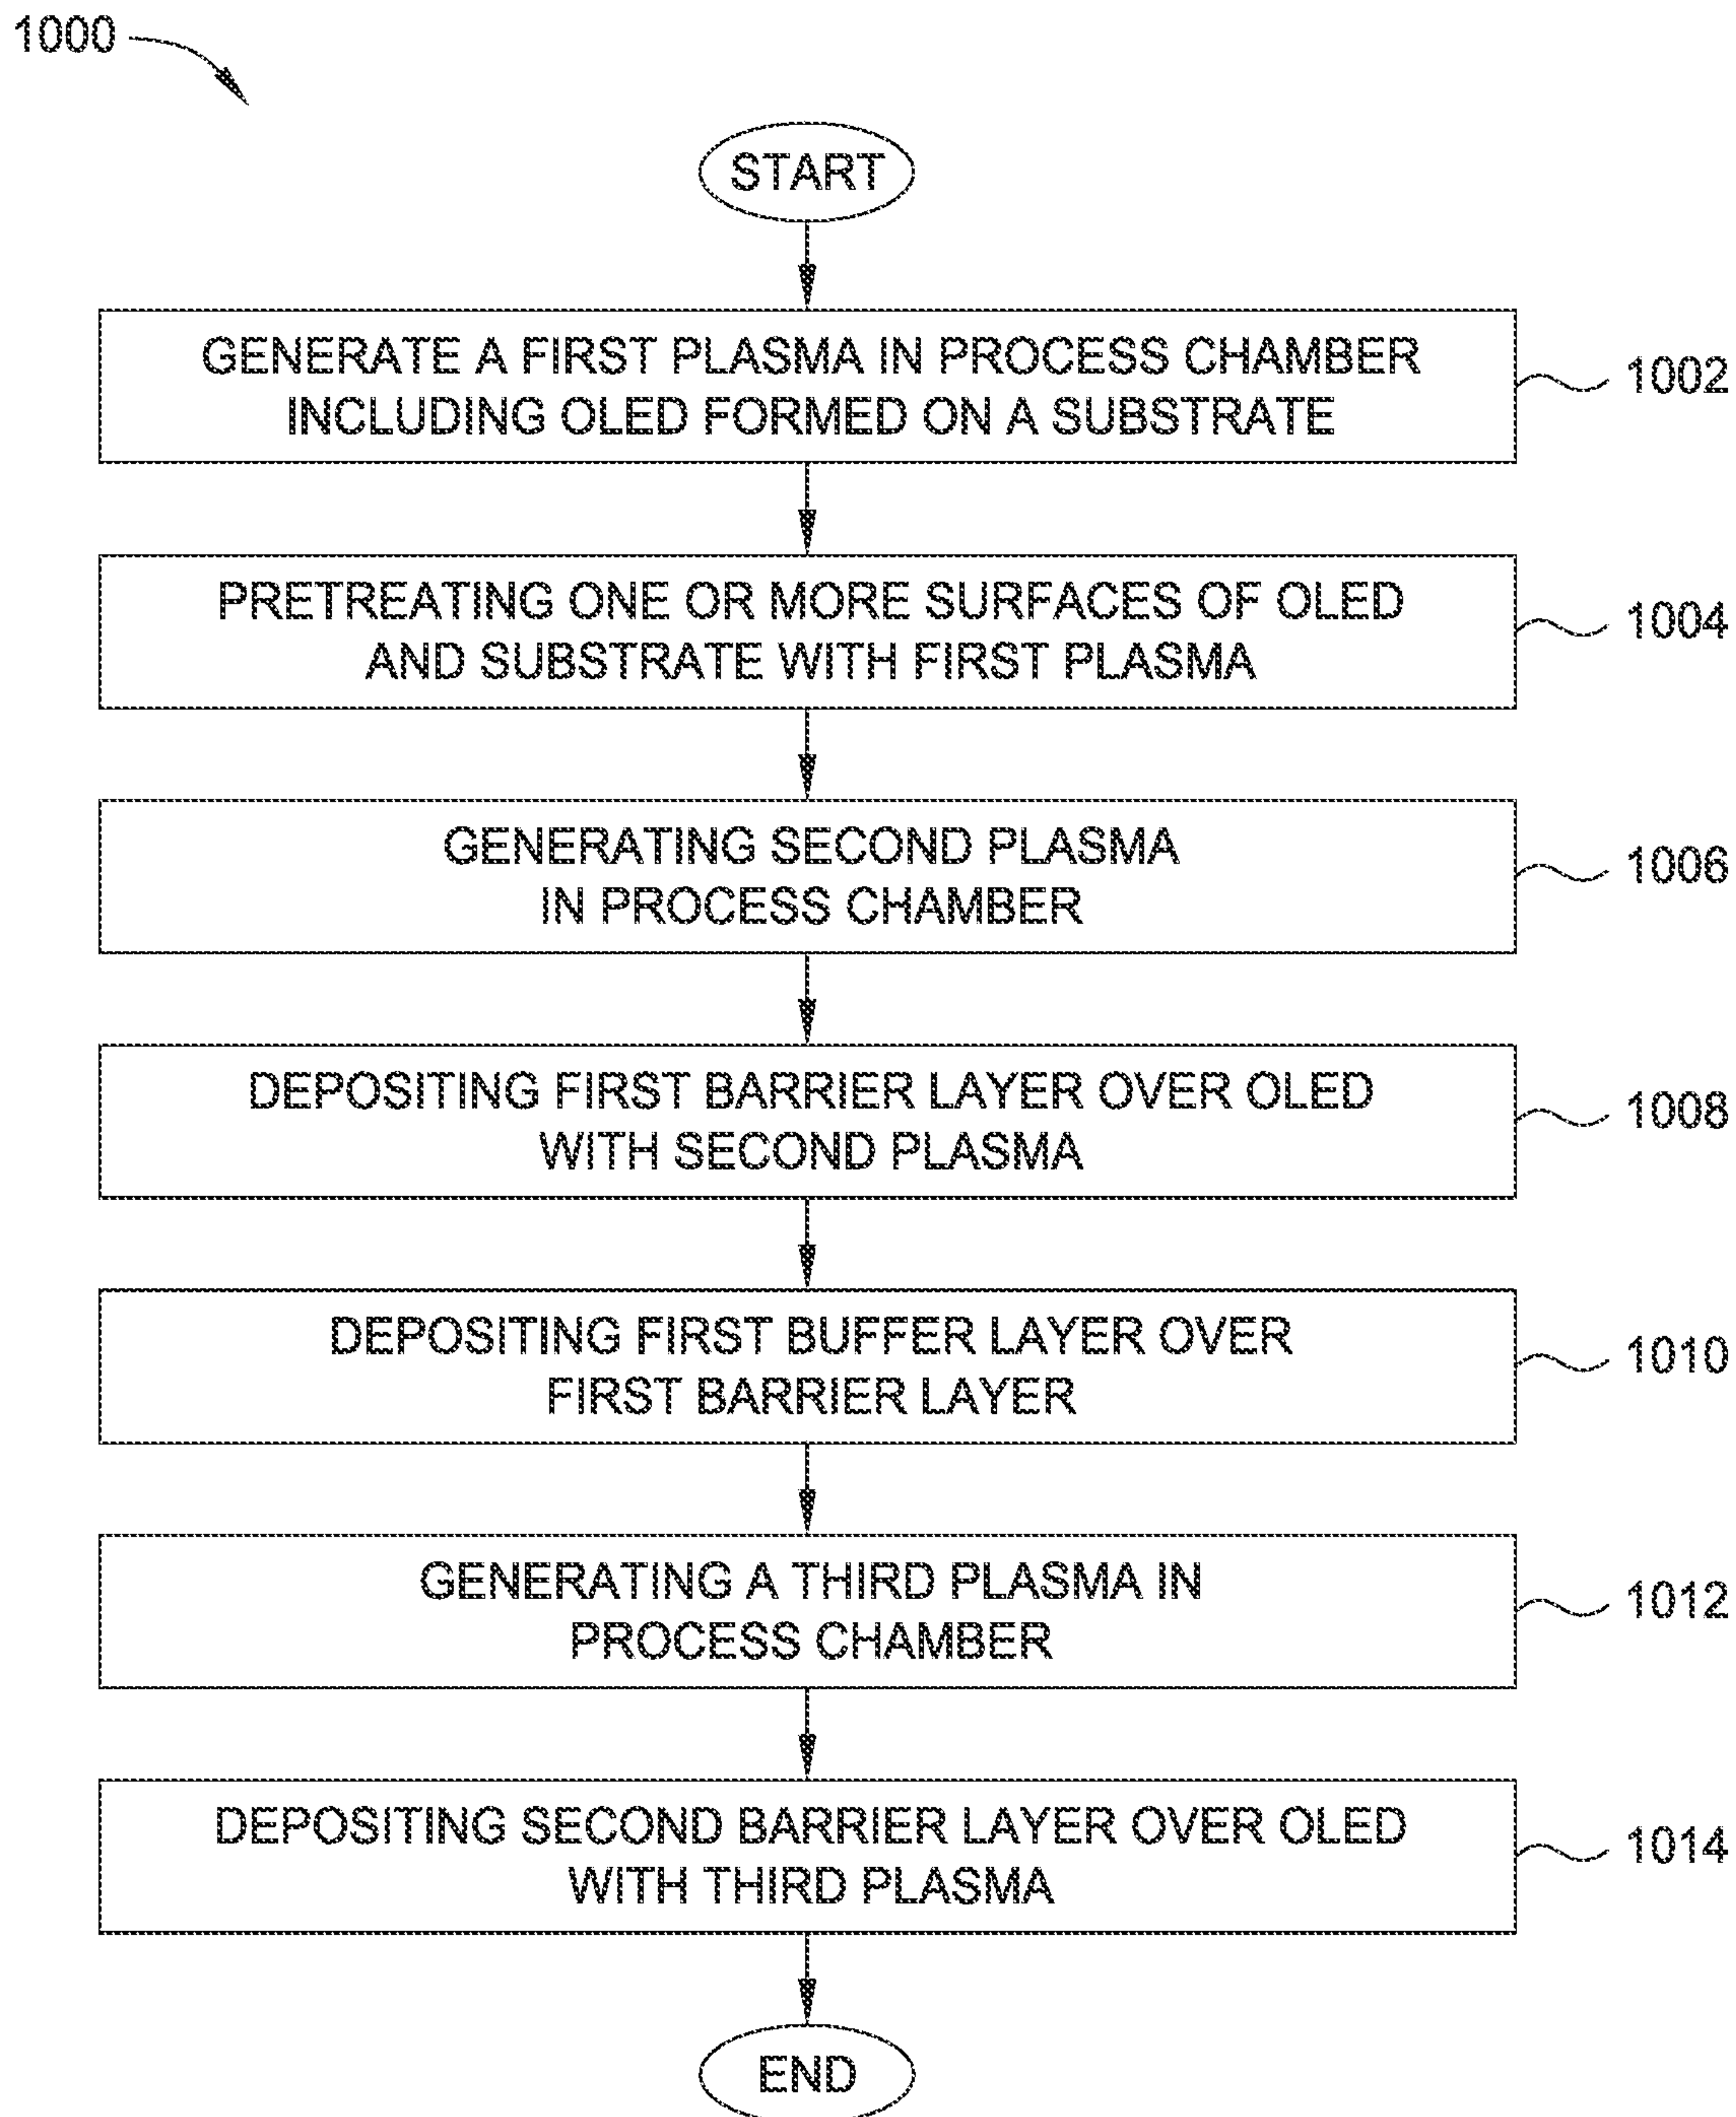 1000
START
GENERATE A FIRST PLASMA IN PROCESS CHAMBER
INCLUDING OLED FORMED ON A SUBSTRATE
1002
PRETREATING ONE OR MORE SURFACES OF OLED
AND SUBSTRATE WITH FIRST PLASMA
1004
GENERATING SECOND PLASMA
IN PROCESS CHAMBER
1006
DEPOSITING FIRST BARRIER LAYER OVER OLED
WITH SECOND PLASMA
1008
DEPOSITING FIRST BUFFER LAYER OVER
FIRST BARRIER LAYER
1010
GENERATING A THIRD PLASMA IN
PROCESS CHAMBER
1012
DEPOSITING SECOND BARRIER LAYER OVER OLED
WITH THIRD PLASMA
1014
END